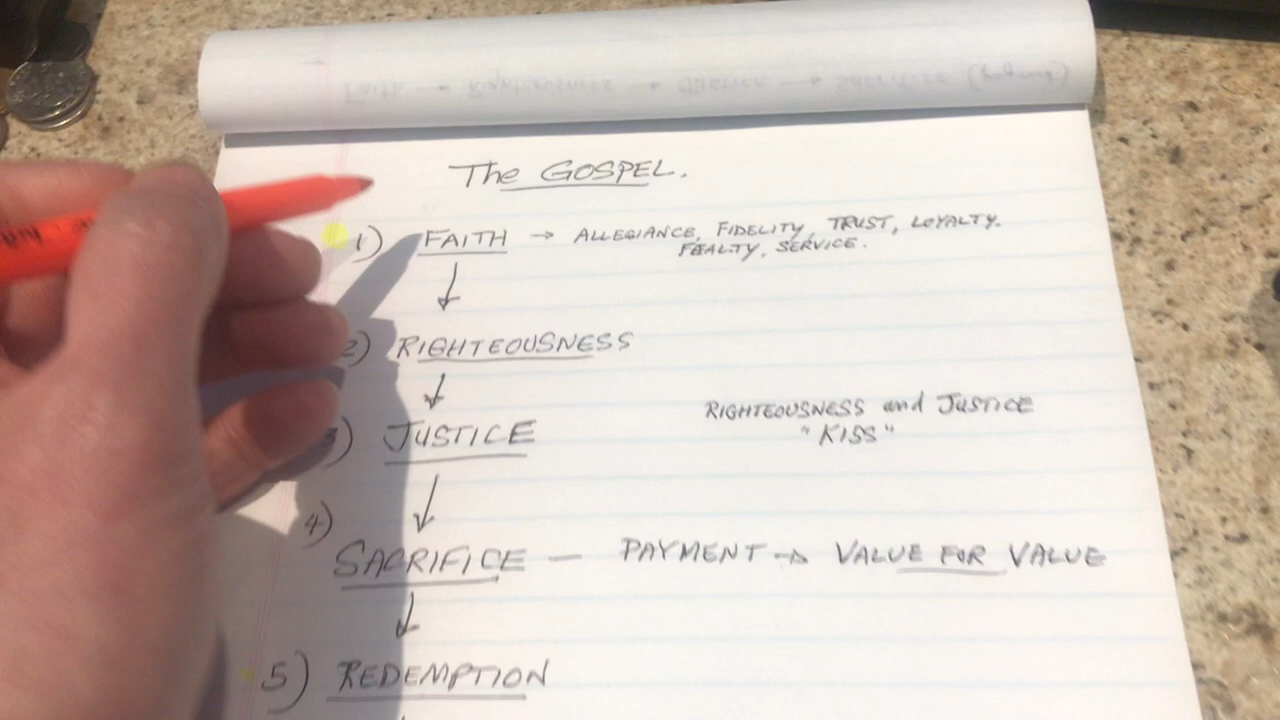 The GOSPEL.
1) FAITH → ALLEGIANCE, FIDELITY, TRUST, LOYALTY.
FEALTY, SERVICE.
2) RIGHTEOUSNESS
RIGHTEOUSNESS and JUSTICE
"KISS"
3) JUSTICE
4)
SACRIFICE — PAYMENT → VALUE FOR VALUE
5) REDEMPTION